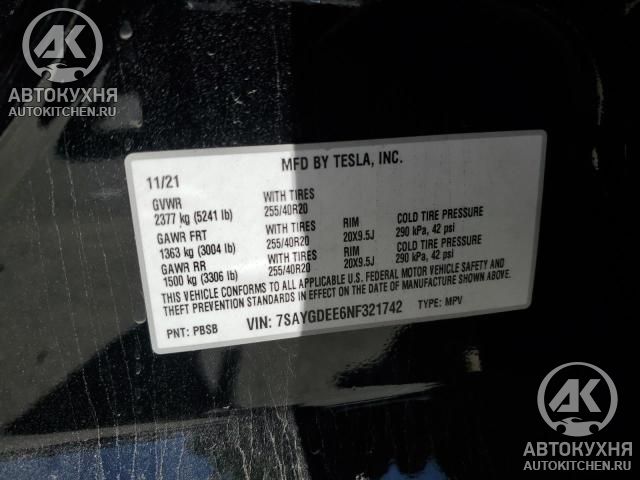 АК
АВТОКУХНЯ
AUTOKITCHEN.RU
MFD BY TESLA, INC.
11/21
GVWR WITH TIRES
2377 kg (5241 lb) 255/40R20
GAWR FRT WITH TIRES RIM COLD TIRE PRESSURE
1363 kg (3004 lb) 255/40R20 20X9.5J 290 kPa, 42 psi
GAWR RR WITH TIRES RIM COLD TIRE PRESSURE
1500 kg (3306 lb) 255/40R20 20X9.5J 290 kPa, 42 psi
THIS VEHICLE CONFORMS TO ALL APPLICABLE U.S. FEDERAL MOTOR VEHICLE SAFETY AND
THEFT PREVENTION STANDARDS IN EFFECT ON THE DATE OF MANUFACTURE SHOWN ABOVE.
PNT: PBSB VIN: 7SAYGDEE6NF321742 TYPE: MPV
АК
АВТОКУХНЯ
AUTOKITCHEN.RU